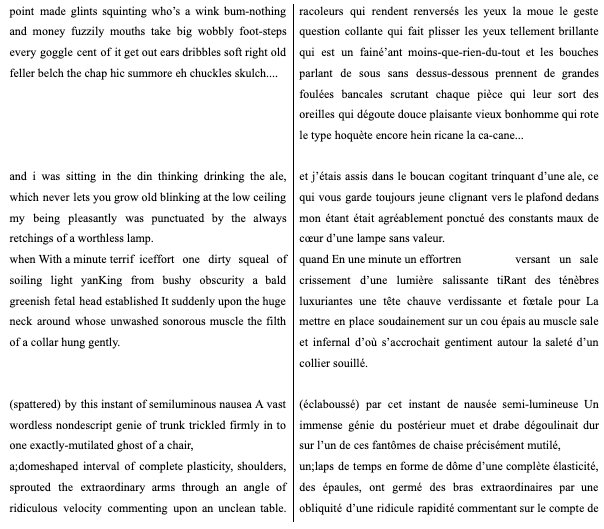 point made glints squinting who's a wink bum-nothing
and money fuzzily mouths take big wobbly foot-steps
every goggle cent of it get out ears dribbles soft right old
feller belch the chap hic summore eh chuckles skulch....
and i was sitting in the din thinking drinking the ale,
which never lets you grow old blinking at the low ceiling
my being pleasantly was punctuated by the always
retchings of a worthless lamp.
when With a minute terrif iceffort one dirty squeal of
soiling light yanKing from bushy obscurity a bald
greenish fetal head established It suddenly upon the huge
neck around whose unwashed sonorous muscle the filth
of a collar hung gently.
(spattered) by this instant of semiluminous nausea A vast
wordless nondescript genie of trunk trickled firmly in to
one exactly-mutilated ghost of a chair,
a;domeshaped interval of complete plasticity, shoulders,
sprouted the extraordinary arms through an angle of
ridiculous velocity commenting upon an unclean table.
racoleurs qui rendent renversés les yeux la moue le geste
question collante qui fait plisser les yeux tellement brillante
qui est un fainé'ant moins-que-rien-du-tout et les bouches
parlant de sous sans dessus-dessous prennent de grandes
foulées bancales scrutant chaque pièce qui leur sort des
oreilles qui dégoute douce plaisante vieux bonhomme qui rote
le type hoquète encore hein ricane la ca-cane...
et j'étais assis dans le boucan cogitant trinquant d'une ale, ce
qui vous garde toujours jeune clignant vers le plafond dedans
mon étant était agréablement ponctué des constants maux de
cœur d'une lampe sans valeur.
quand En une minute un effortren versant un sale
crissement d'une lumière salissante tiRant des ténèbres
luxuriantes une tête chauve verdissante et fœtale pour La
mettre en place soudainement sur un cou épais au muscle sale
et infernal d'où s'accrochait gentiment autour la saleté d'un
collier souillé.
(éclaboussé) par cet instant de nausée semi-lumineuse Un
immense génie du postérieur muet et drabe dégoulinait dur
sur l'un de ces fantômes de chaise précisément mutilé,
un;laps de temps en forme de dôme d'une complète élasticité,
des épaules, ont germé des bras extraordinaires par une
obliquité d'une ridicule rapidité commentant sur le compte de